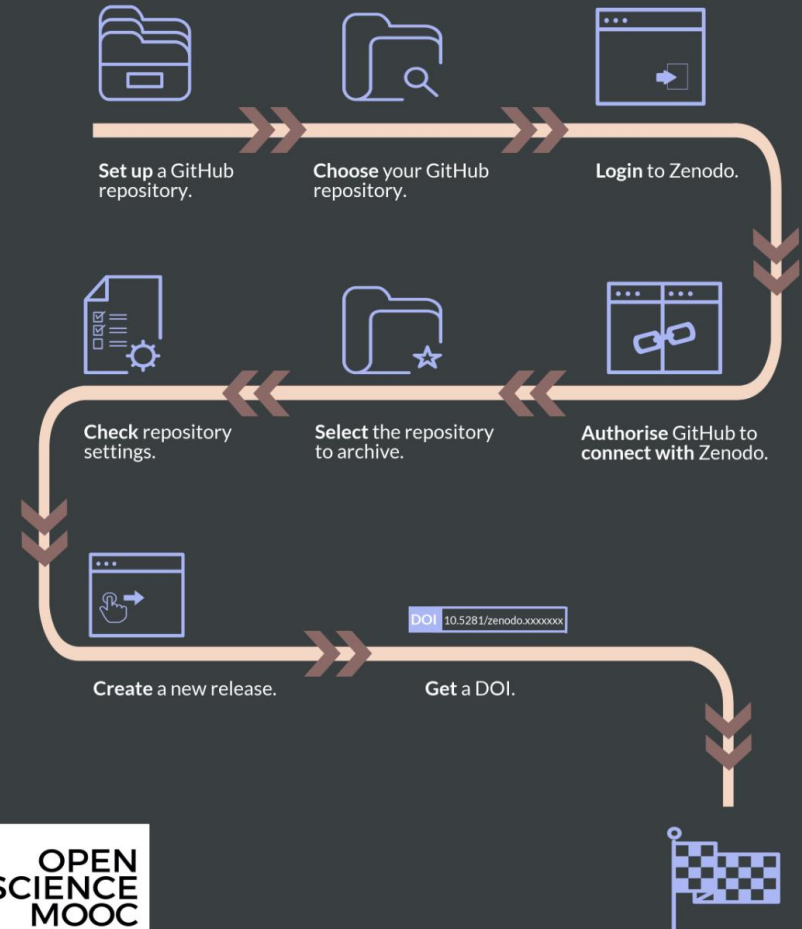 Set up a GitHub
repository.
Choose your GitHub
repository.
Login to Zenodo.
Authorise GitHub to
connect with Zenodo.
Select the repository
to archive.
Check repository
settings.
Create a new release.
DOI 10.5281/zenodo.xxxxxxx
Get a DOI.
OPEN
SCIENCE
MOOC